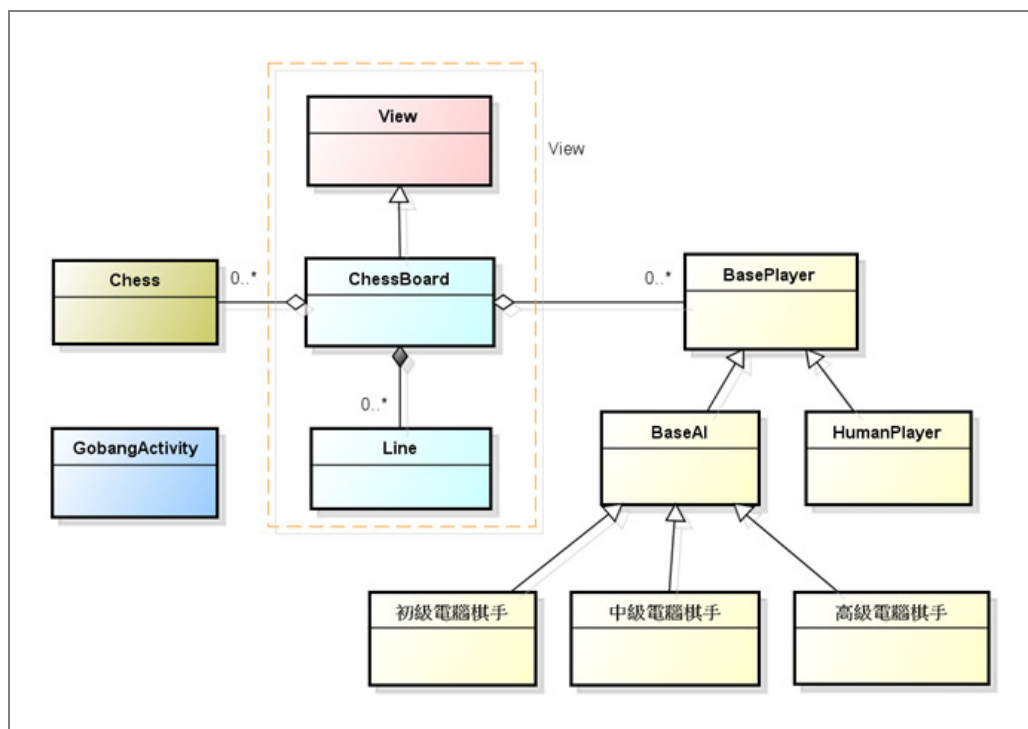 View
View
Chess
0..*
ChessBoard
0..*
BasePlayer
0..*
GobangActivity
Line
BaseAI
HumanPlayer
初級電腦棋手
中級電腦棋手
高級電腦棋手